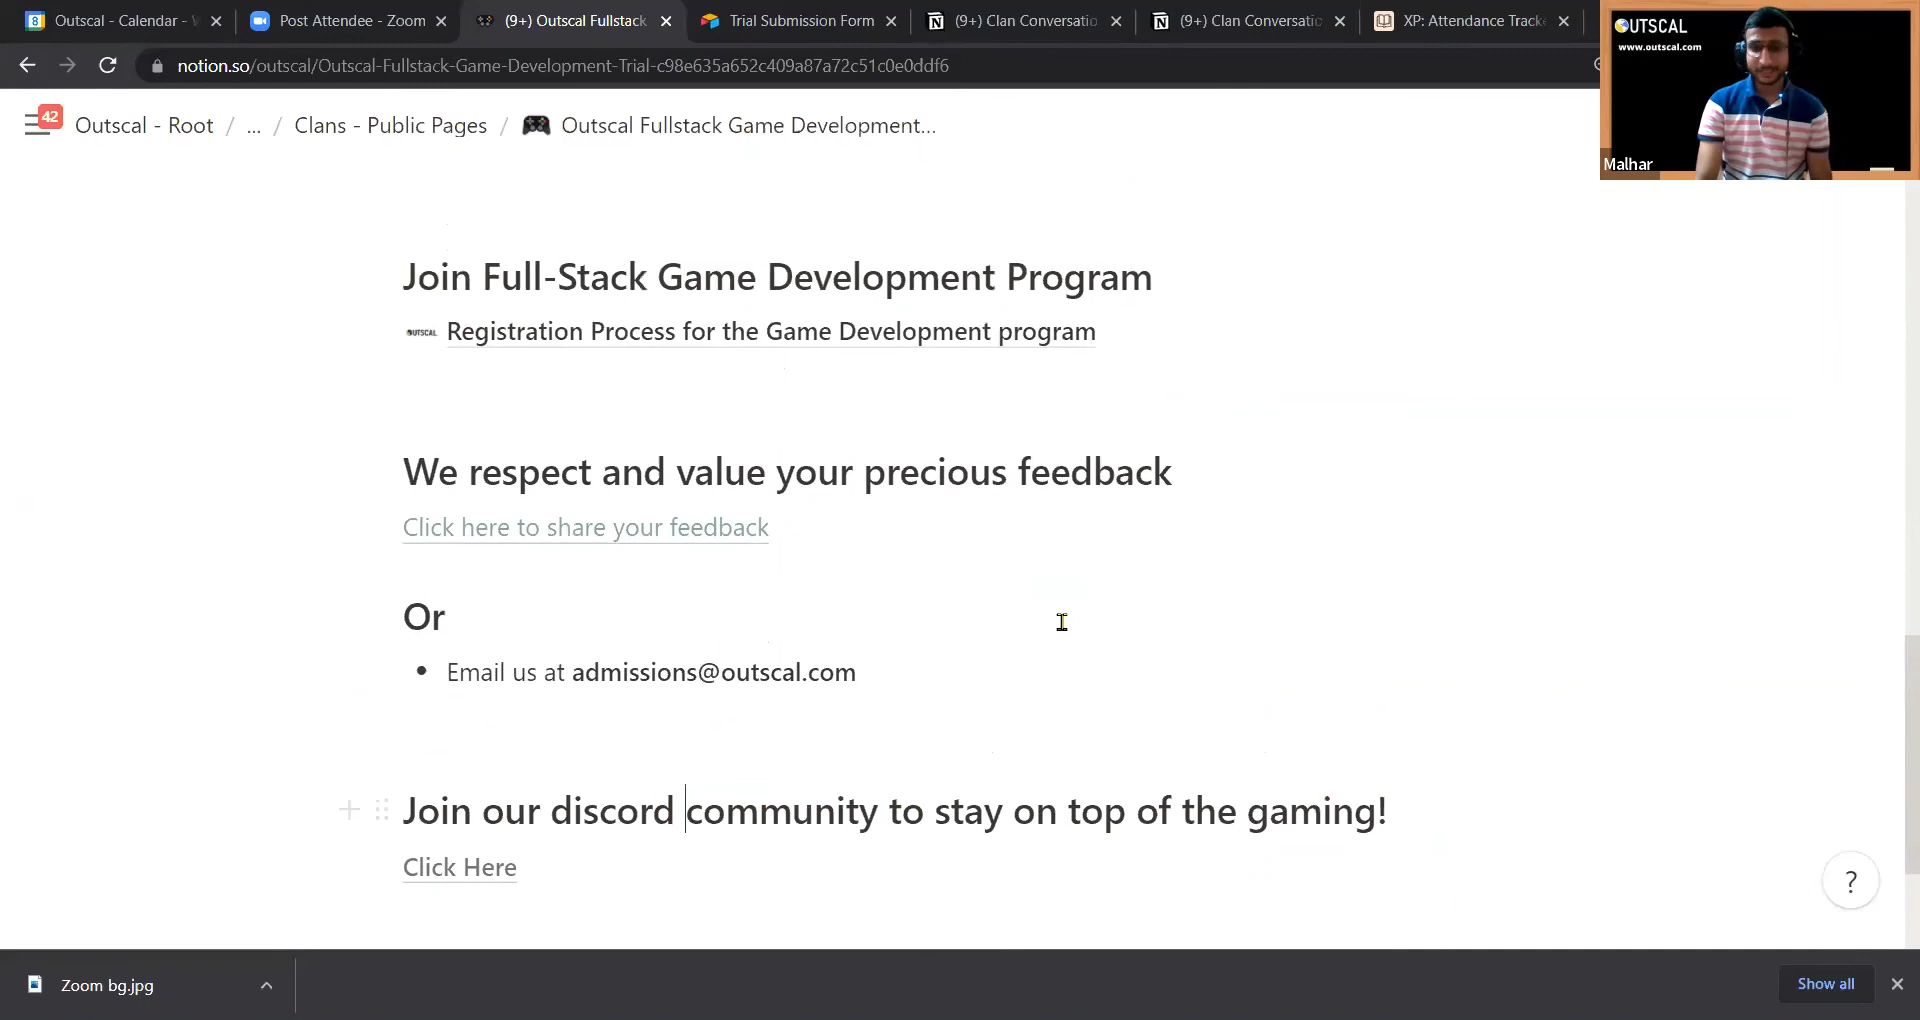 Outscal - Calendar - W
Post Attendee - Zoom
(9+) Outscal Fullstack
Trial Submission Form
(9+) Clan Conversatio
(9+) Clan Conversatio
XP: Attendance Tracke
notion.so/outscal/Outscal-Fullstack-Game-Development-Trial-c98e635a652c409a87a72c51c0e0ddf6
OUTSCAL
www.outscal.com
Malhar
42
Outscal - Root / ... / Clans - Public Pages / Outscal Fullstack Game Development...
Join Full-Stack Game Development Program
OUTSCAL Registration Process for the Game Development program
We respect and value your precious feedback
Click here to share your feedback
Or
• Email us at admissions@outscal.com
Join our discord community to stay on top of the gaming!
Click Here
?
Zoom bg.jpg
Show all